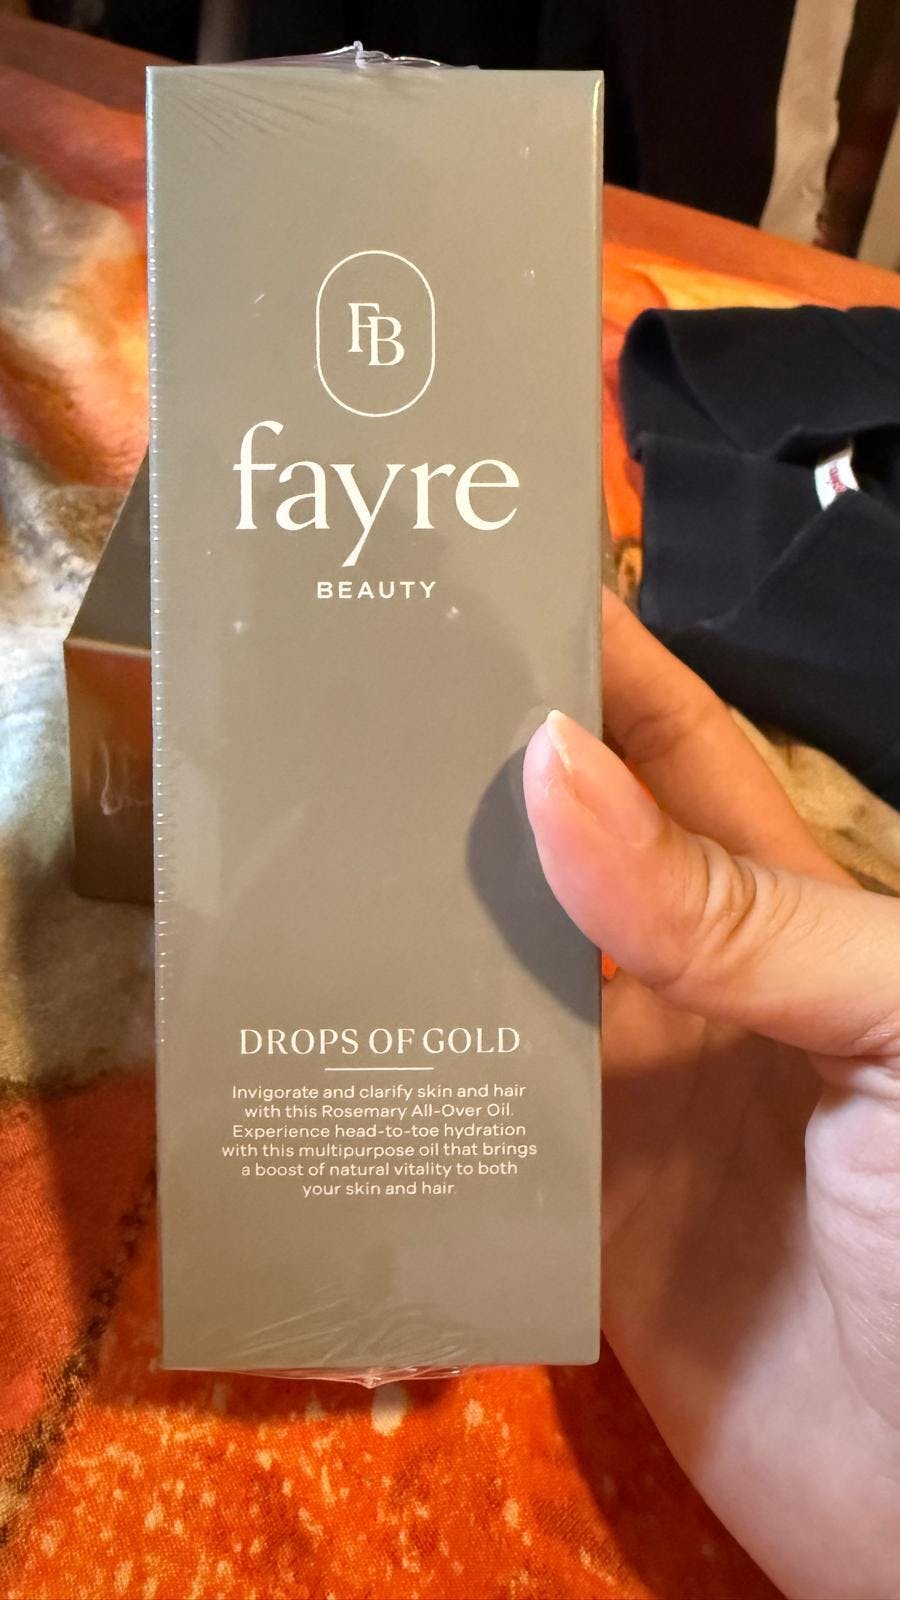 FB
fayre
BEAUTY
DROPS OF GOLD
Invigorate and clarify skin and hair
with this Rosemary All-Over Oil.
Experience head-to-toe hydration
with this multipurpose oil that brings
a boost of natural vitality to both
your skin and hair.